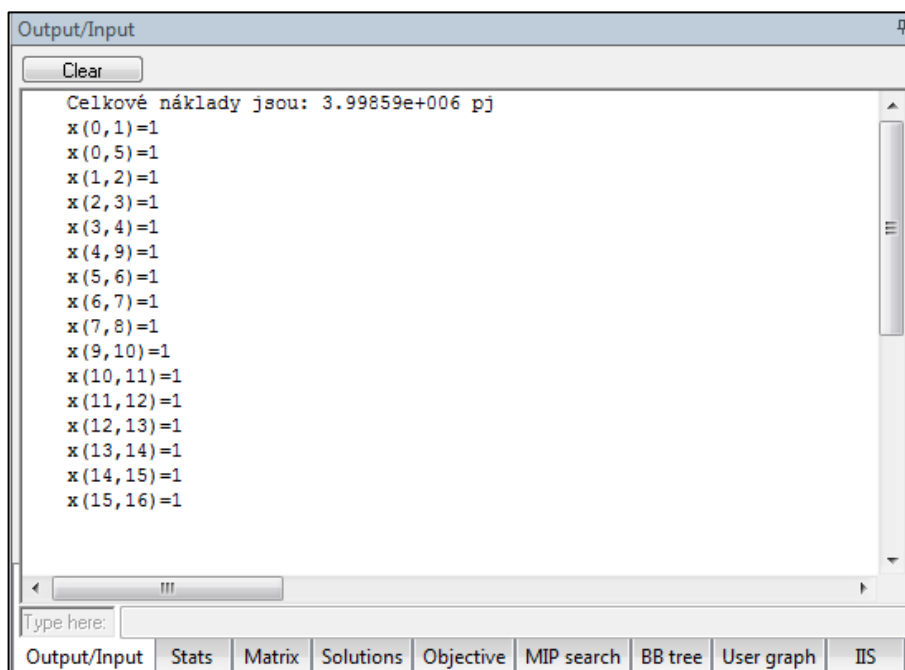 Output/Input
Clear
Celkové náklady jsou: 3.99859e+006 pj
x(0,1)=1
x(0,5)=1
x(1,2)=1
x(2,3)=1
x(3,4)=1
x(4,9)=1
x(5,6)=1
x(6,7)=1
x(7,8)=1
x(9,10)=1
x(10,11)=1
x(11,12)=1
x(12,13)=1
x(13,14)=1
x(14,15)=1
x(15,16)=1
Type here:
Output/Input Stats Matrix Solutions Objective MIP search BB tree User graph IIS